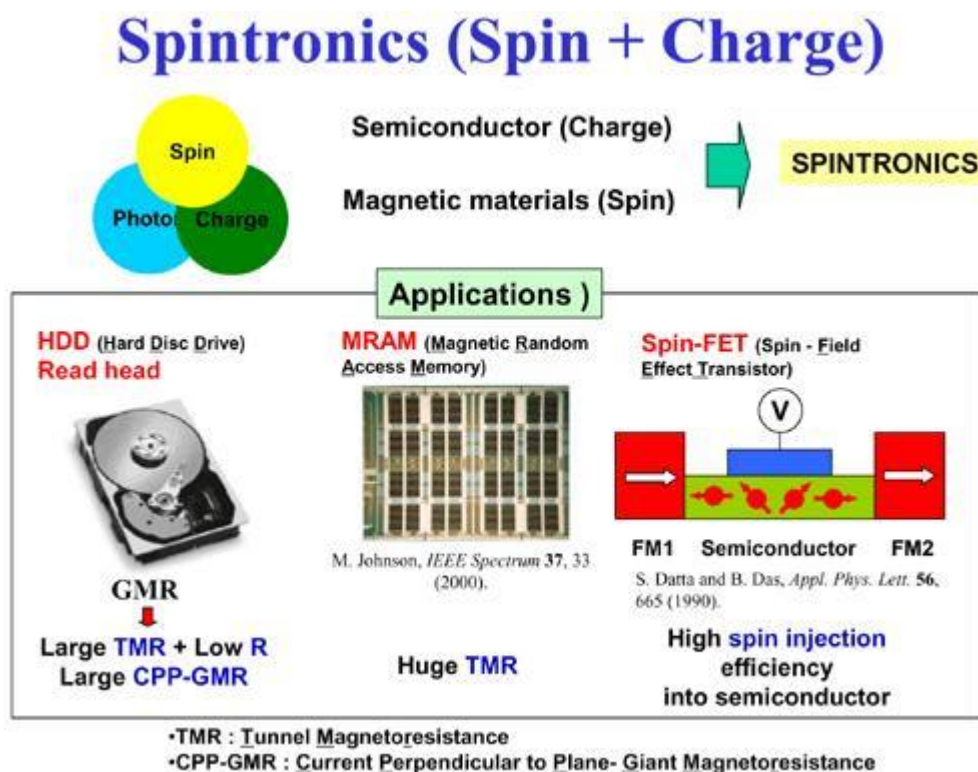 Spintronics (Spin + Charge)
Spin
Photo
Charge
Semiconductor (Charge)
Magnetic materials (Spin)
SPINTRONICS
Applications )
HDD (Hard Disc Drive)
Read head
GMR
Large TMR + Low R
Large CPP-GMR
MRAM (Magnetic Random
Access Memory)
M. Johnson, IEEE Spectrum 37, 33
(2000).
Huge TMR
Spin-FET (Spin - Field
Effect Transistor)
V
FM1 Semiconductor FM2
S. Datta and B. Das, Appl. Phys. Lett. 56,
665 (1990).
High spin injection
efficiency
into semiconductor
•TMR : Tunnel Magnetoresistance
•CPP-GMR : Current Perpendicular to Plane- Giant Magnetoresistance